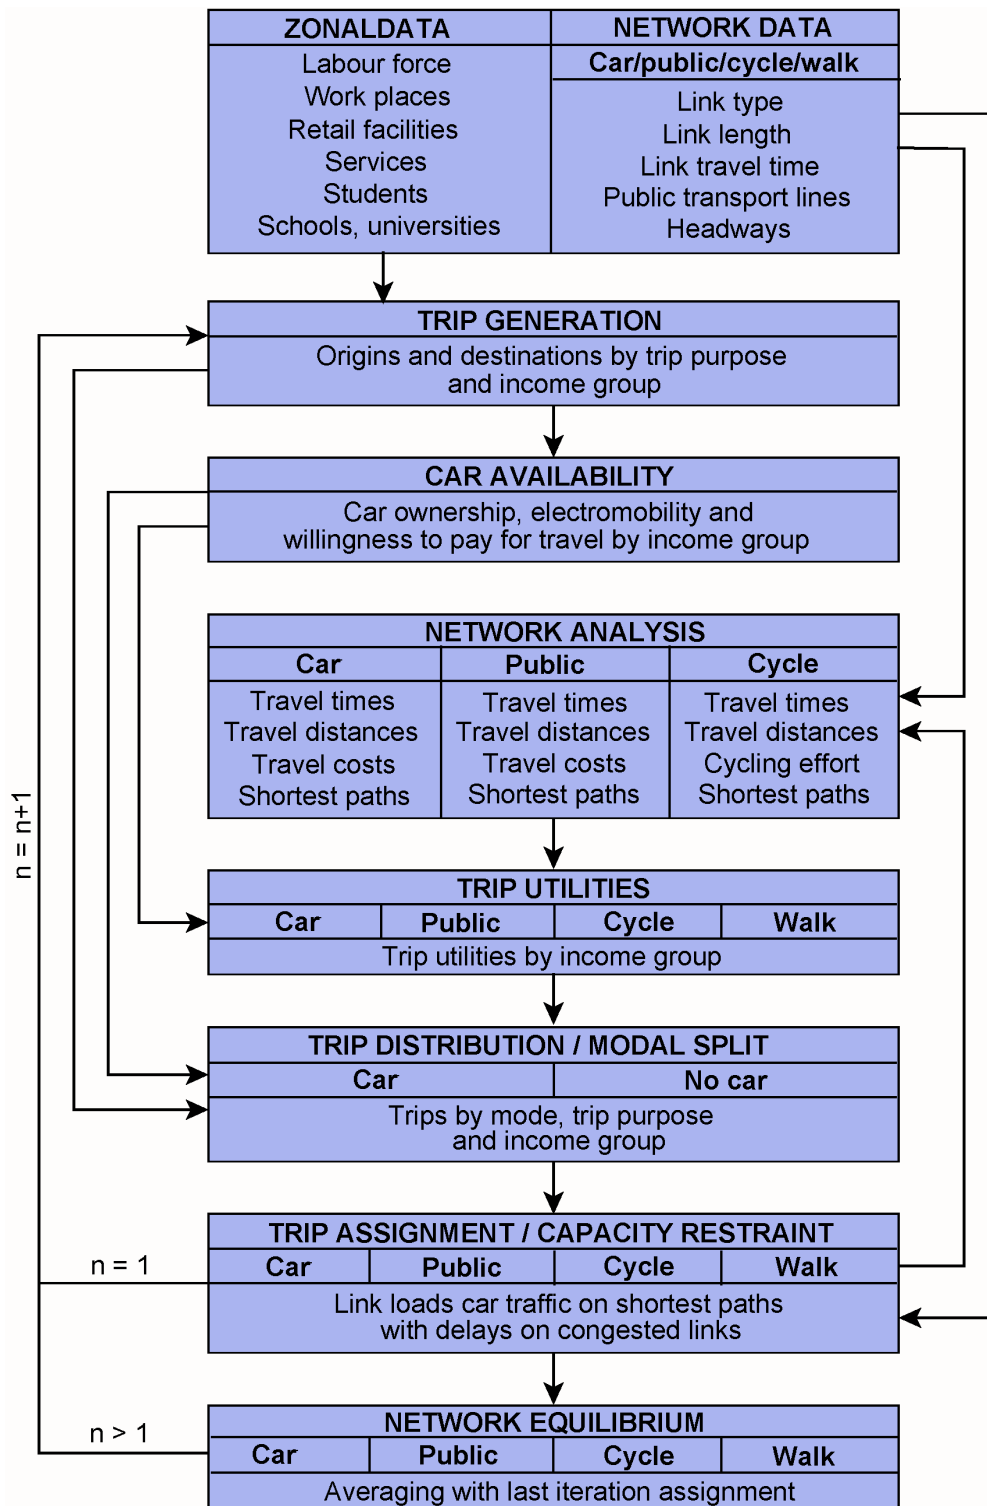 ZONALDATA
Labour force
Work places
Retail facilities
Services
Students
Schools, universities
NETWORK DATA
Car/public/cycle/walk
Link type
Link length
Link travel time
Public transport lines
Headways
TRIP GENERATION
Origins and destinations by trip purpose
and income group
CAR AVAILABILITY
Car ownership, electromobility and
willingness to pay for travel by income group
NETWORK ANALYSIS
Car
Travel times
Travel distances
Travel costs
Shortest paths
Public
Travel times
Travel distances
Travel costs
Shortest paths
Cycle
Travel times
Travel distances
Cycling effort
Shortest paths
n = n+1
TRIP UTILITIES
Car Public Cycle Walk
Trip utilities by income group
TRIP DISTRIBUTION / MODAL SPLIT
Car No car
Trips by mode, trip purpose
and income group
n = 1
TRIP ASSIGNMENT / CAPACITY RESTRAINT
Car Public Cycle Walk
Link loads car traffic on shortest paths
with delays on congested links
n > 1
NETWORK EQUILIBRIUM
Car Public Cycle Walk
Averaging with last iteration assignment